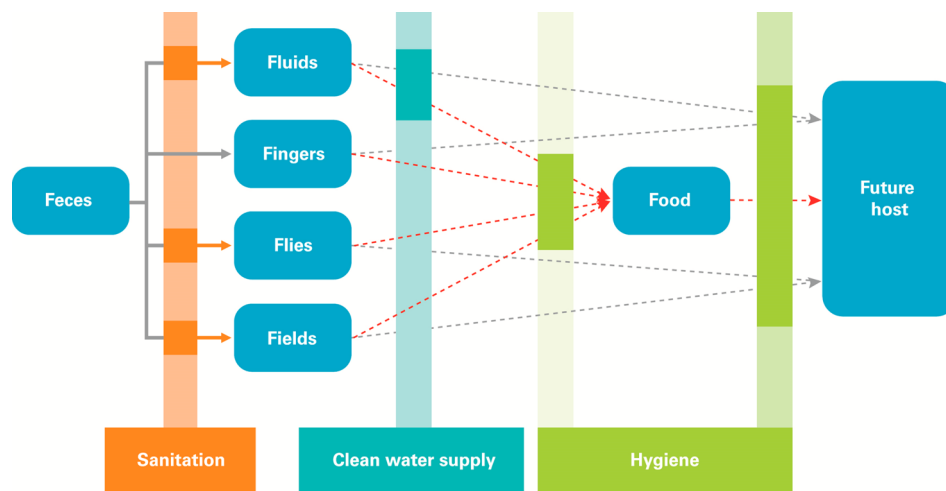 Fluids
Fingers
Feces
Flies
Fields
Food
Future
host
Sanitation
Clean water supply
Hygiene